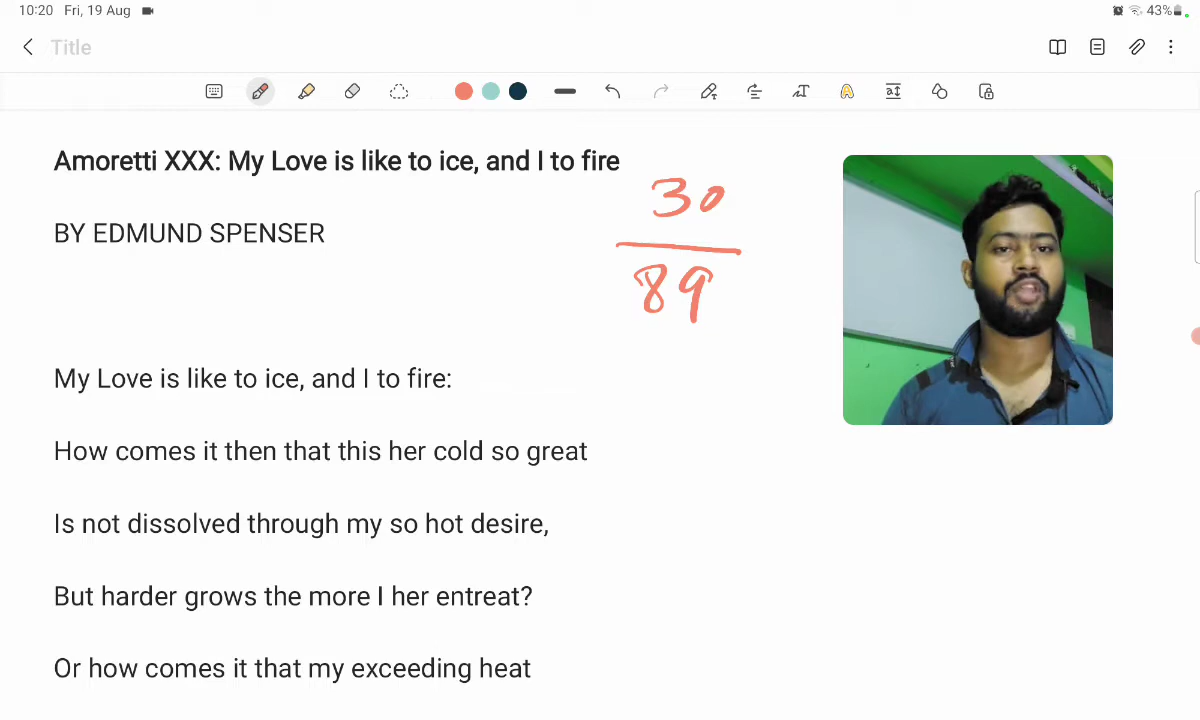 10:20 Fri, 19 Aug 43%
Title
Amoretti XXX: My Love is like to ice, and I to fire
30
BY EDMUND SPENSER
89
My Love is like to ice, and I to fire:
How comes it then that this her cold so great
Is not dissolved through my so hot desire,
But harder grows the more I her entreat?
Or how comes it that my exceeding heat